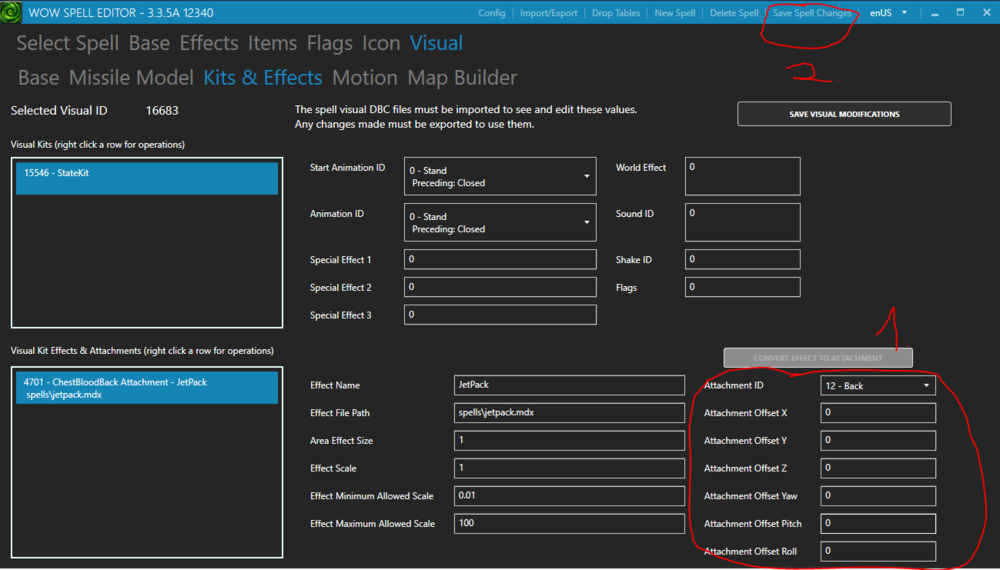 WOW SPELL EDITOR - 3.3.5A 12340
Config Import/Export Drop Tables New Spell Delete Spell Save Spell Changes enUS
Select Spell Base Effects Items Flags Icon Visual
Base Missile Model Kits & Effects Motion Map Builder
2.
Selected Visual ID 16683
The spell visual DBC files must be imported to see and edit these values.
Any changes made must be exported to use them.
SAVE VISUAL MODIFICATIONS
Visual Kits (right click a row for operations)
15546 - StateKit
Start Animation ID
0 - Stand
Preceding: Closed
World Effect 0
Animation ID
0 - Stand
Preceding: Closed
Sound ID 0
Special Effect 1 0
Shake ID 0
Special Effect 2 0
Flags 0
Special Effect 3 0
1
Visual Kit Effects & Attachments (right click a row for operations)
CONVERT EFFECT TO ATTACHMENT
4701 - ChestBloodBack Attachment - JetPack
spells\jetpack.mdx
Effect Name JetPack
Attachment ID 12 - Back
Effect File Path spells\jetpack.mdx
Attachment Offset X 0
Area Effect Size 1
Attachment Offset Y 0
Effect Scale 1
Attachment Offset Z 0
Effect Minimum Allowed Scale 0.01
Attachment Offset Yaw 0
Effect Maximum Allowed Scale 100
Attachment Offset Pitch 0
Attachment Offset Roll 0